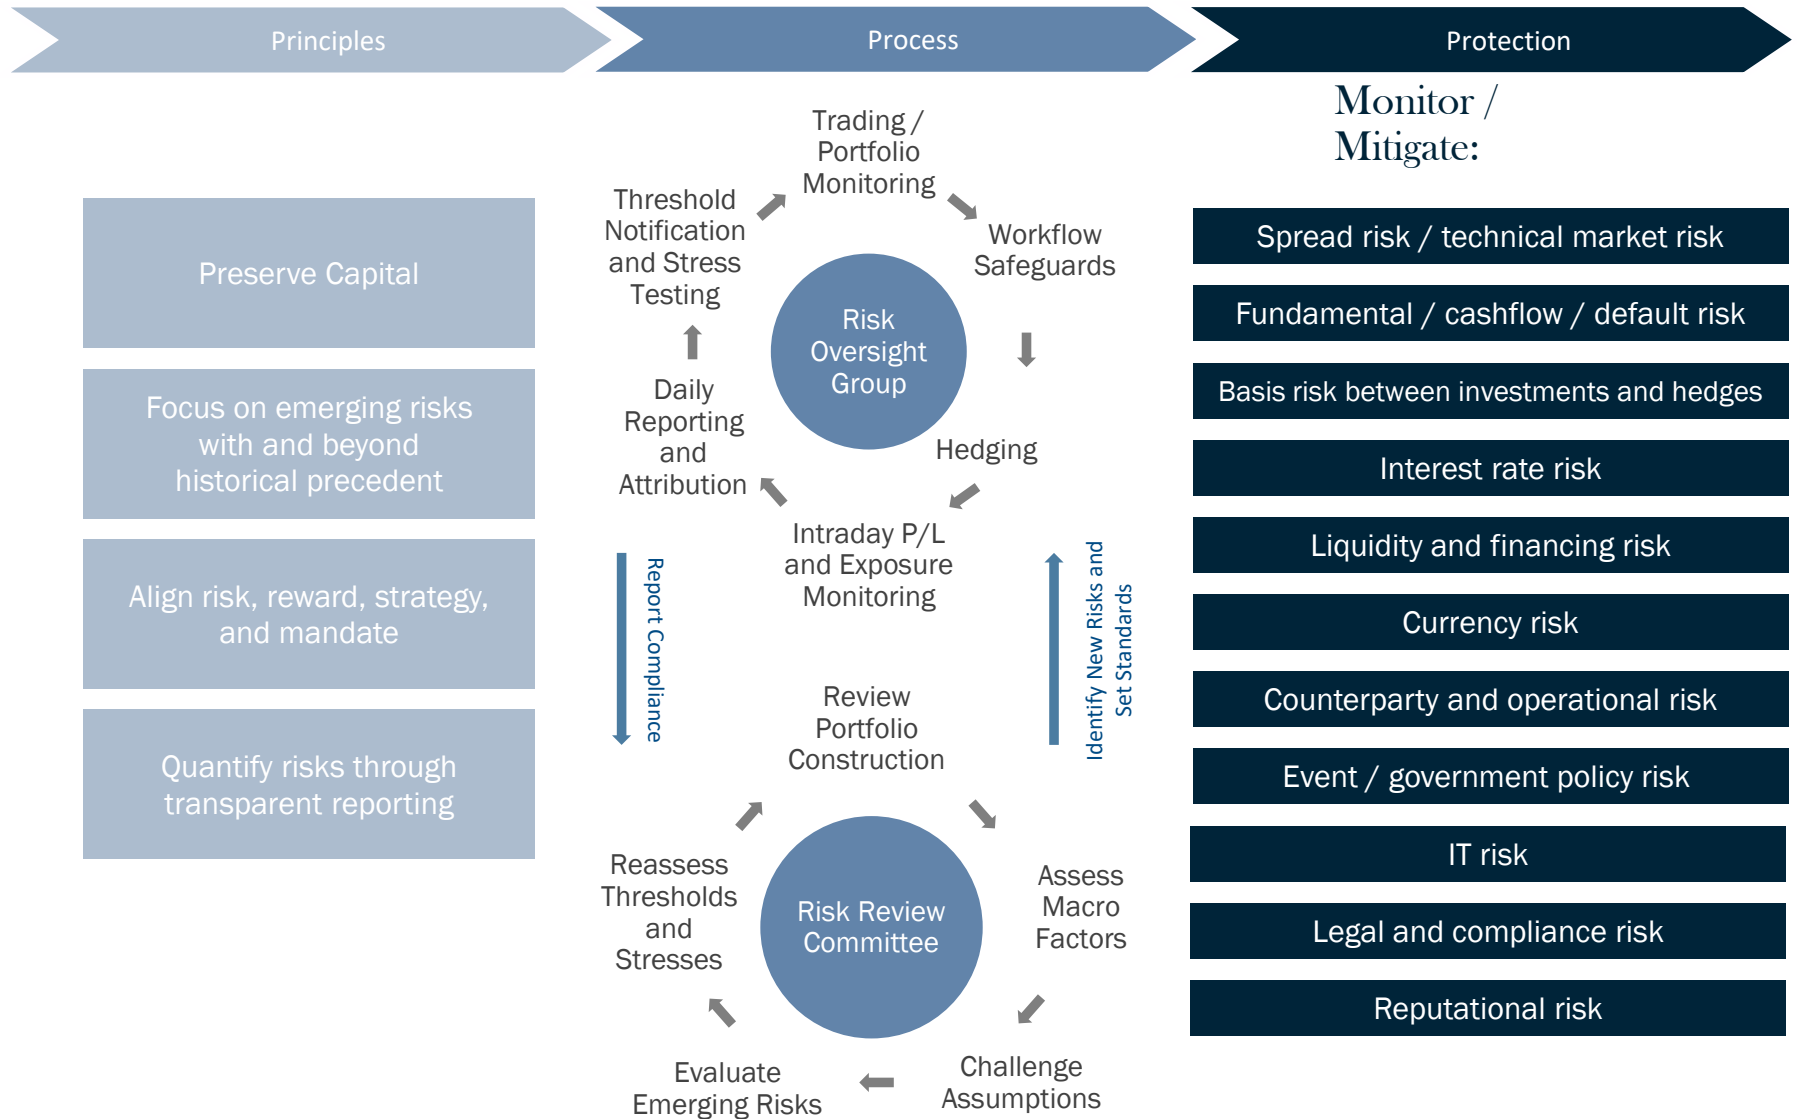 Principles
Process
Protection
Preserve Capital
Focus on emerging risks
with and beyond
historical precedent
Align risk, reward, strategy,
and mandate
Quantify risks through
transparent reporting
Trading /
Portfolio
Monitoring
Workflow
Safeguards
Hedging
Intraday P/L
and Exposure
Monitoring
Daily
Reporting
and
Attribution
Threshold
Notification
and Stress
Testing
Risk
Oversight
Group
Report Compliance
Identify New Risks and
Set Standards
Review
Portfolio
Construction
Assess
Macro
Factors
Challenge
Assumptions
Evaluate
Emerging Risks
Reassess
Thresholds
and
Stresses
Risk Review
Committee
Monitor /
Mitigate:
Spread risk / technical market risk
Fundamental / cashflow / default risk
Basis risk between investments and hedges
Interest rate risk
Liquidity and financing risk
Currency risk
Counterparty and operational risk
Event / government policy risk
IT risk
Legal and compliance risk
Reputational risk